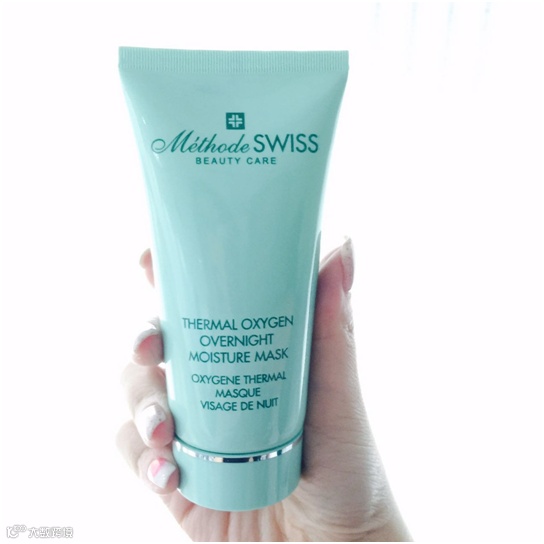 Méthode SWISS
BEAUTY CARE
THERMAL OXYGEN
OVERNIGHT
MOISTURE MASK
OXYGENE THERMAL
MASQUE
VISAGE DE NUIT